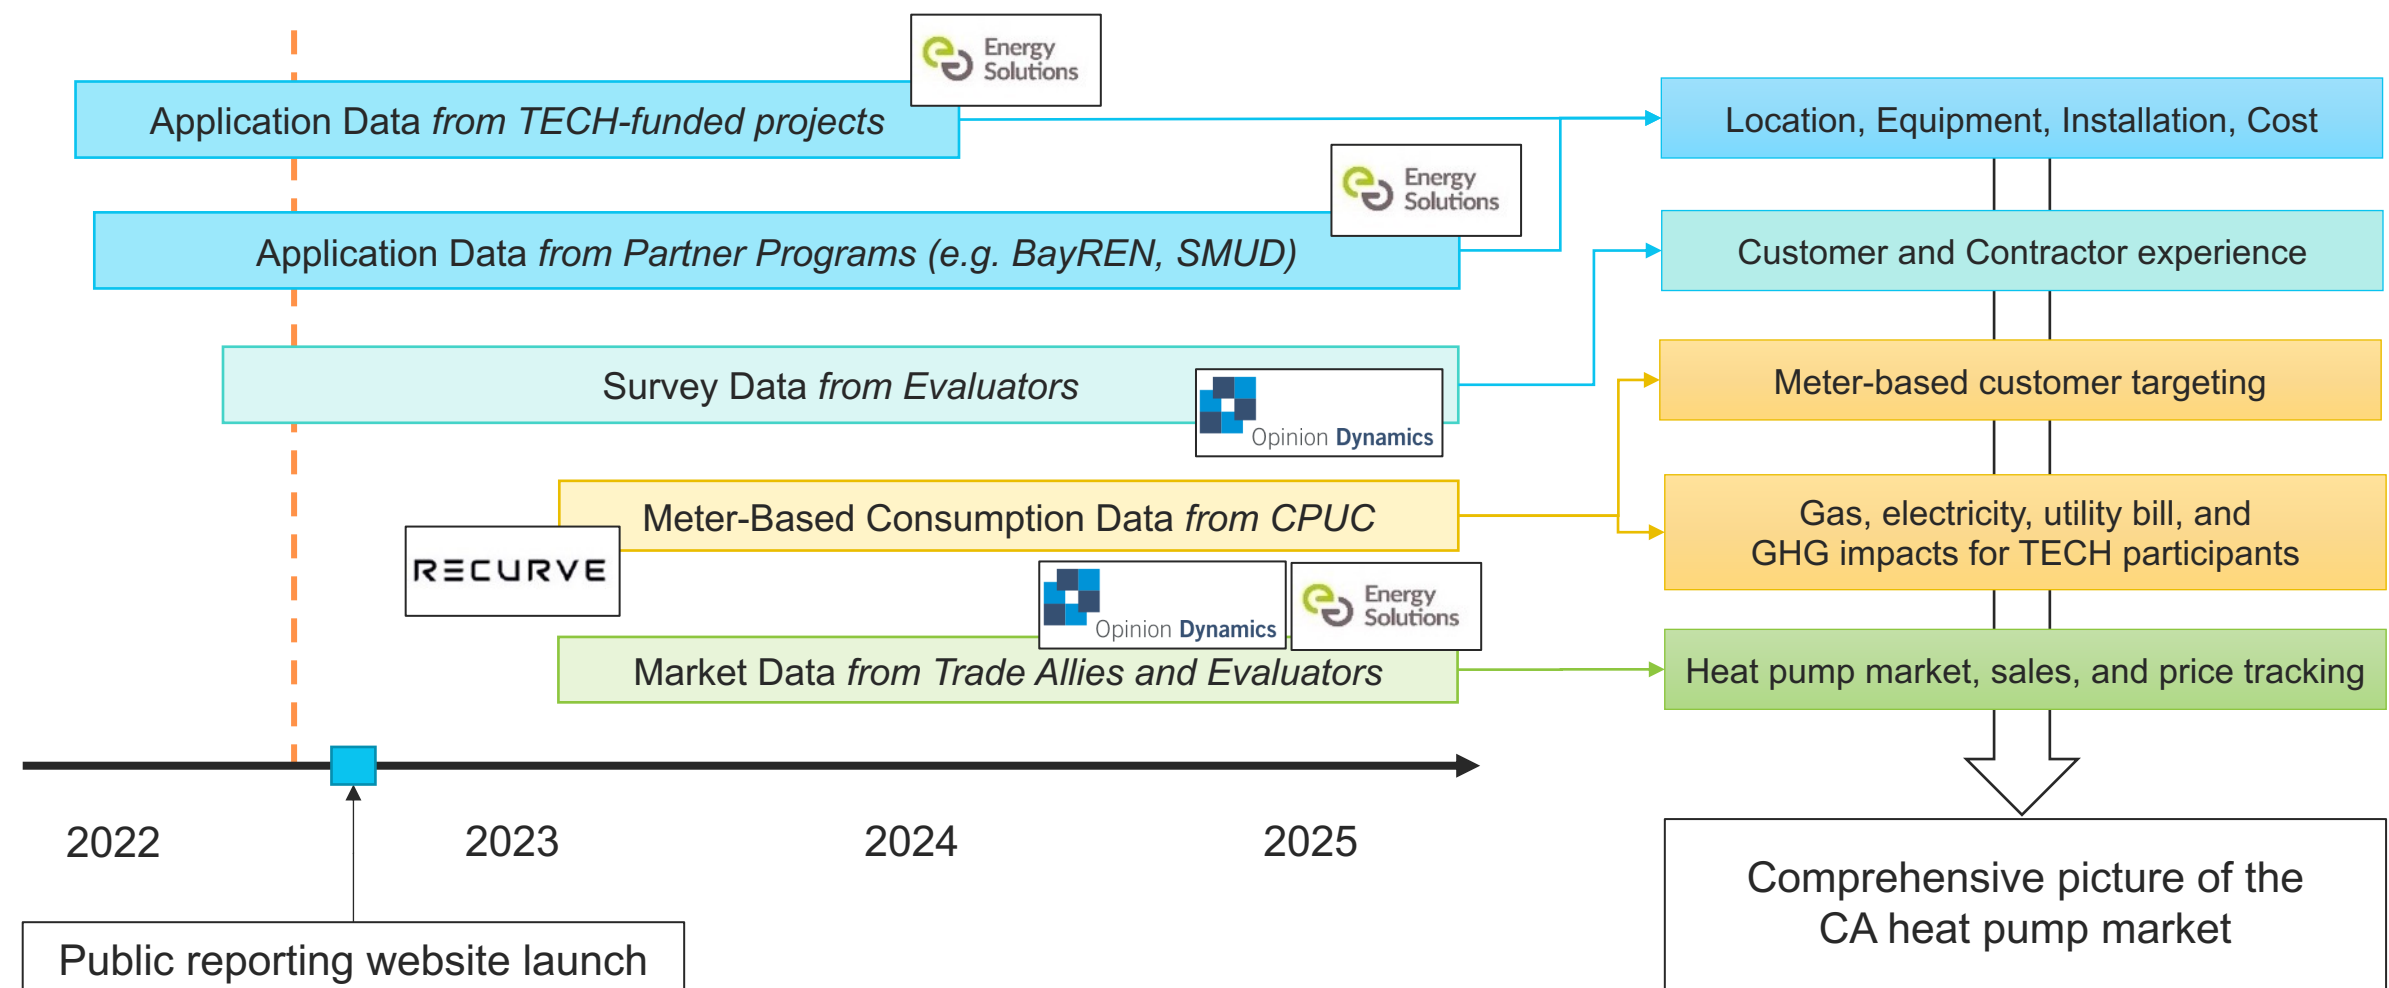 Energy
Solutions
Application Data from TECH-funded projects
Location, Equipment, Installation, Cost
Energy
Solutions
Application Data from Partner Programs (e.g. BayREN, SMUD)
Customer and Contractor experience
Survey Data from Evaluators
Opinion Dynamics
Meter-based customer targeting
Meter-Based Consumption Data from CPUC
RECURVE
Gas, electricity, utility bill, and
GHG impacts for TECH participants
Opinion Dynamics
Energy
Solutions
Market Data from Trade Allies and Evaluators
Heat pump market, sales, and price tracking
2022
2023
2024
2025
Public reporting website launch
Comprehensive picture of the
CA heat pump market